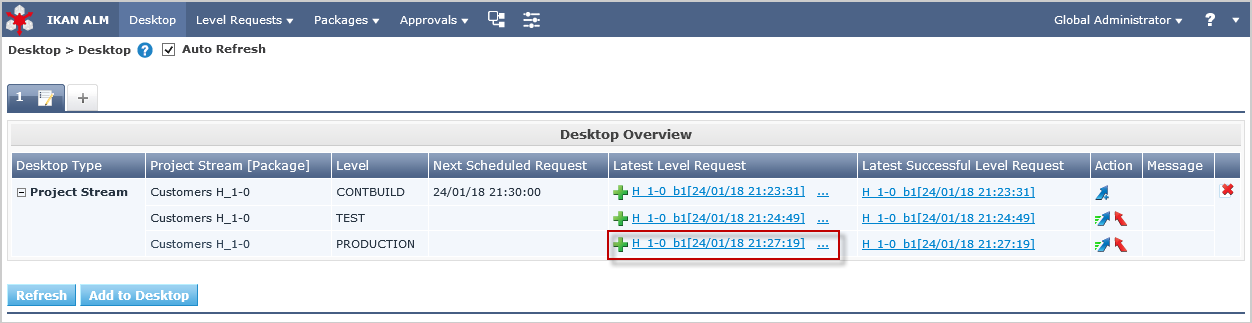 IKAN ALM Desktop Level Requests Packages Approvals Global Administrator ?
Desktop > Desktop ? Auto Refresh
1 +
Desktop Overview
Desktop Type Project Stream [Package] Level Next Scheduled Request Latest Level Request Latest Successful Level Request Action Message
Project Stream Customers H_1-0 CONTBUILD 24/01/18 21:30:00 H_1-0_b1[24/01/18 21:23:31] ... H_1-0_b1[24/01/18 21:23:31]
Customers H_1-0 TEST H_1-0_b1[24/01/18 21:24:49] ... H_1-0_b1[24/01/18 21:24:49]
Customers H_1-0 PRODUCTION H_1-0_b1[24/01/18 21:27:19] ... H_1-0_b1[24/01/18 21:27:19]
Refresh Add to Desktop